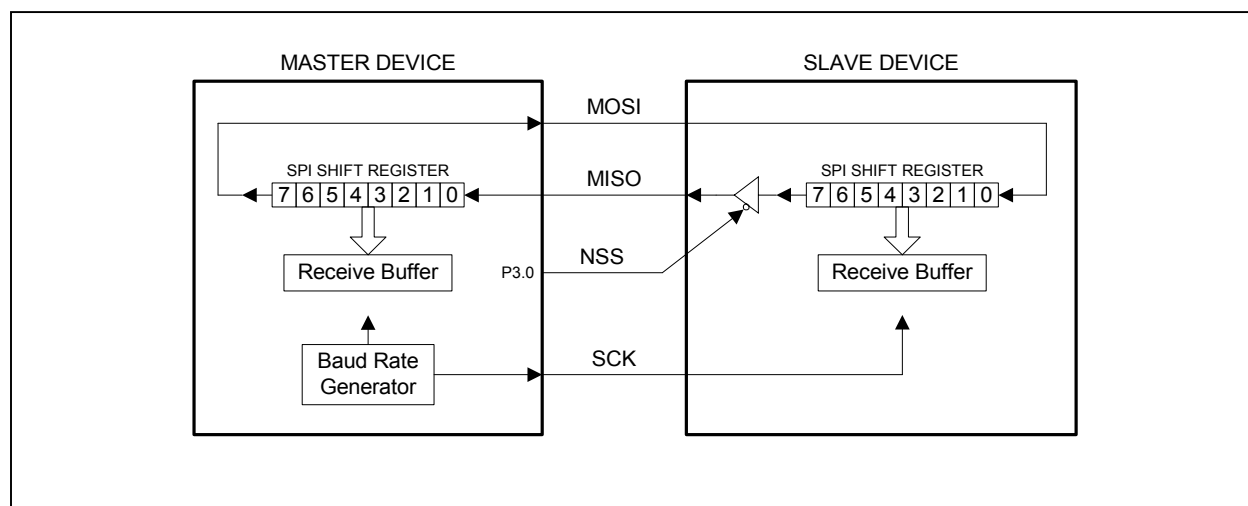 MASTER DEVICE
SLAVE DEVICE
MOSI
SPI SHIFT REGISTER
7 6 5 4 3 2 1 0
MISO
SPI SHIFT REGISTER
7 6 5 4 3 2 1 0
Receive Buffer
P3.0
NSS
Receive Buffer
Baud Rate
Generator
SCK